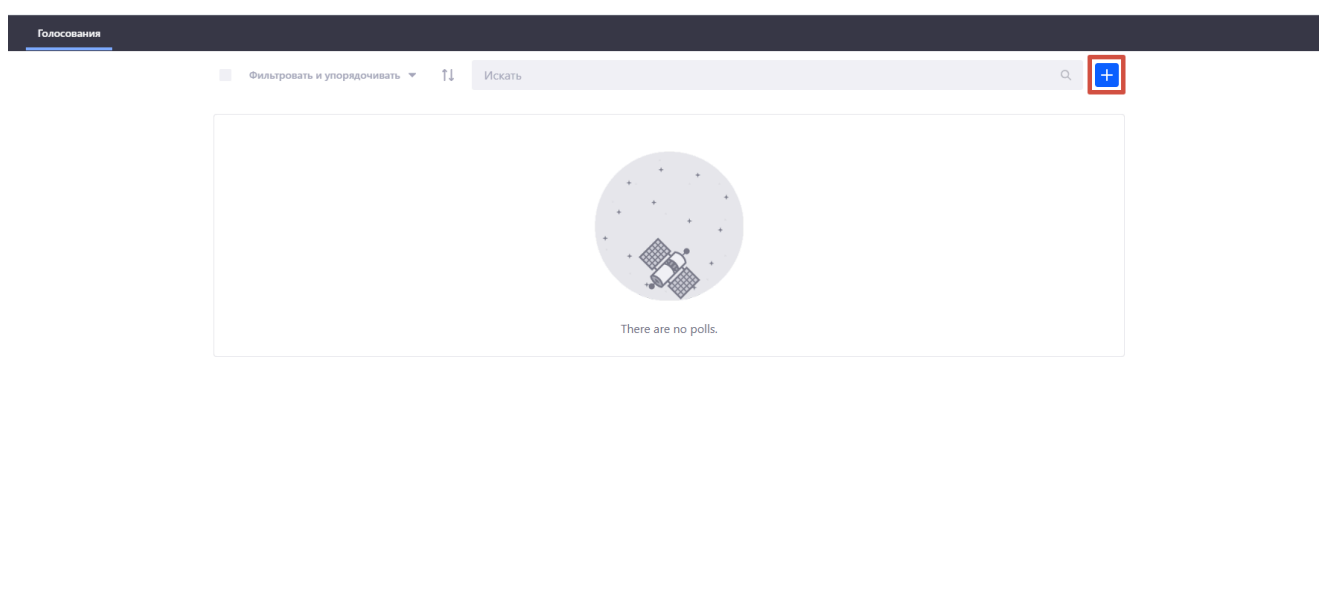 Голосования
Фильтровать и упорядочивать
Искать
There are no polls.